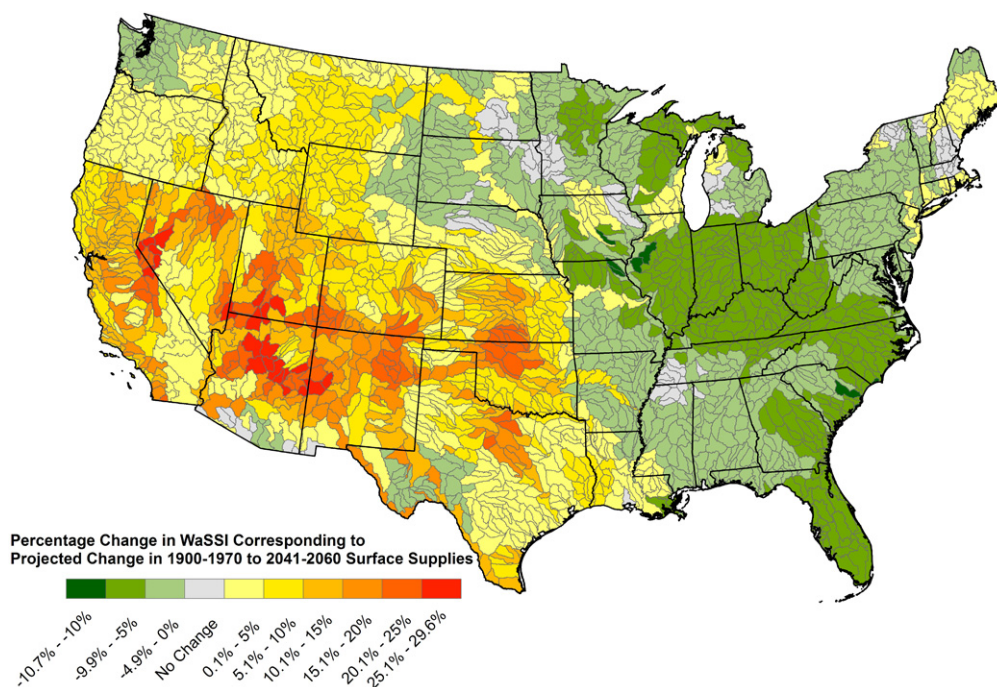 Percentage Change in WaSSI Corresponding to
Projected Change in 1900-1970 to 2041-2060 Surface Supplies
-10.7% - -10%
-9.9% - -5%
-4.9% - 0%
No Change
0.1% - 5%
5.1% - 10%
10.1% - 15%
15.1% - 20%
20.1% - 25%
25.1% - 29.6%